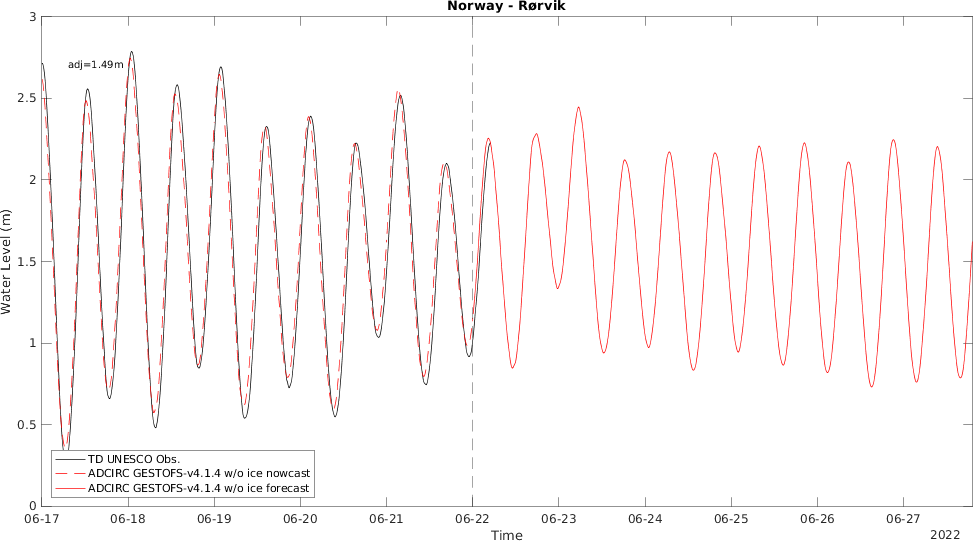 Norway - Rørvik
3
2.5
2
1.5
1
0.5
0
Water Level (m)
adj=1.49m
TD UNESCO Obs.
ADCIRC GESTOFS-v4.1.4 w/o ice nowcast
ADCIRC GESTOFS-v4.1.4 w/o ice forecast
06-17 06-18 06-19 06-20 06-21 06-22 06-23 06-24 06-25 06-26 06-27
Time
2022